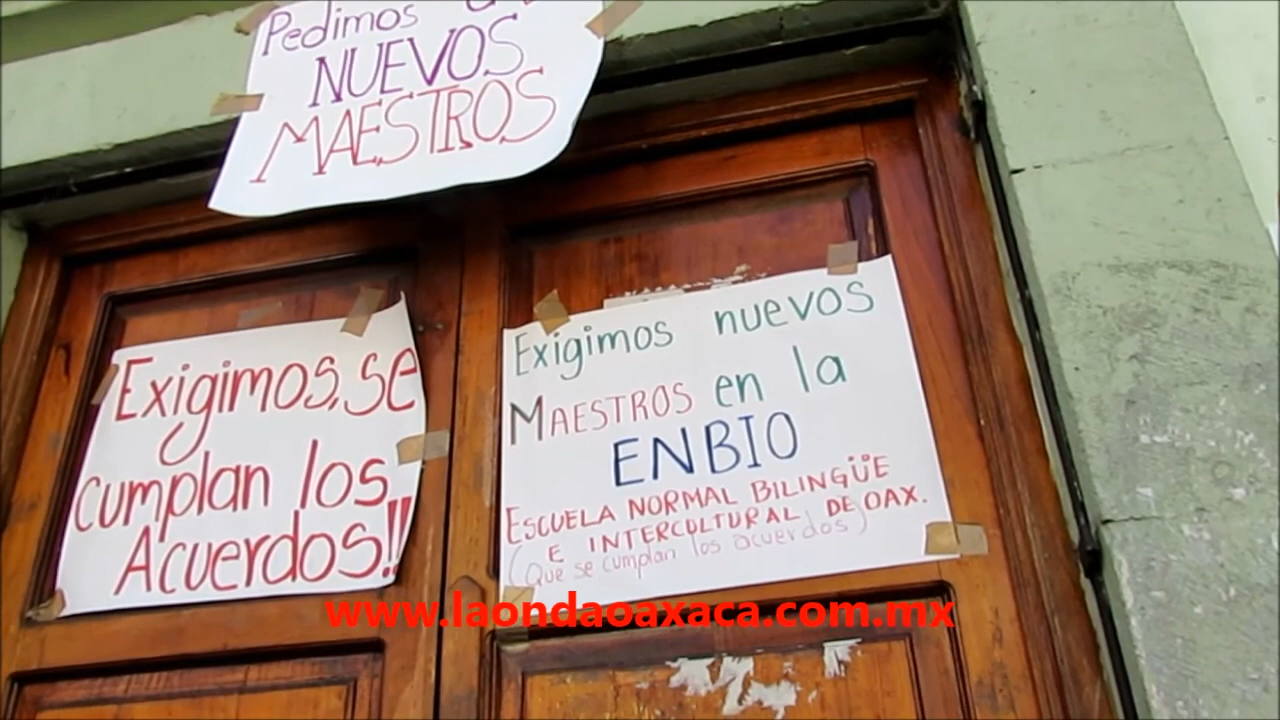 Pedimos
NUEVOS
MAESTROS
Exigimos, se
cumplan los
Acuerdos!!
Exigimos nuevos
MAESTROS en la
ENBIO
ESCUELA NORMAL BILINGÜE
E INTERCULTURAL DE OAX.
(Que se cumplan los acuerdos)
www.laondaoaxaca.com.mx